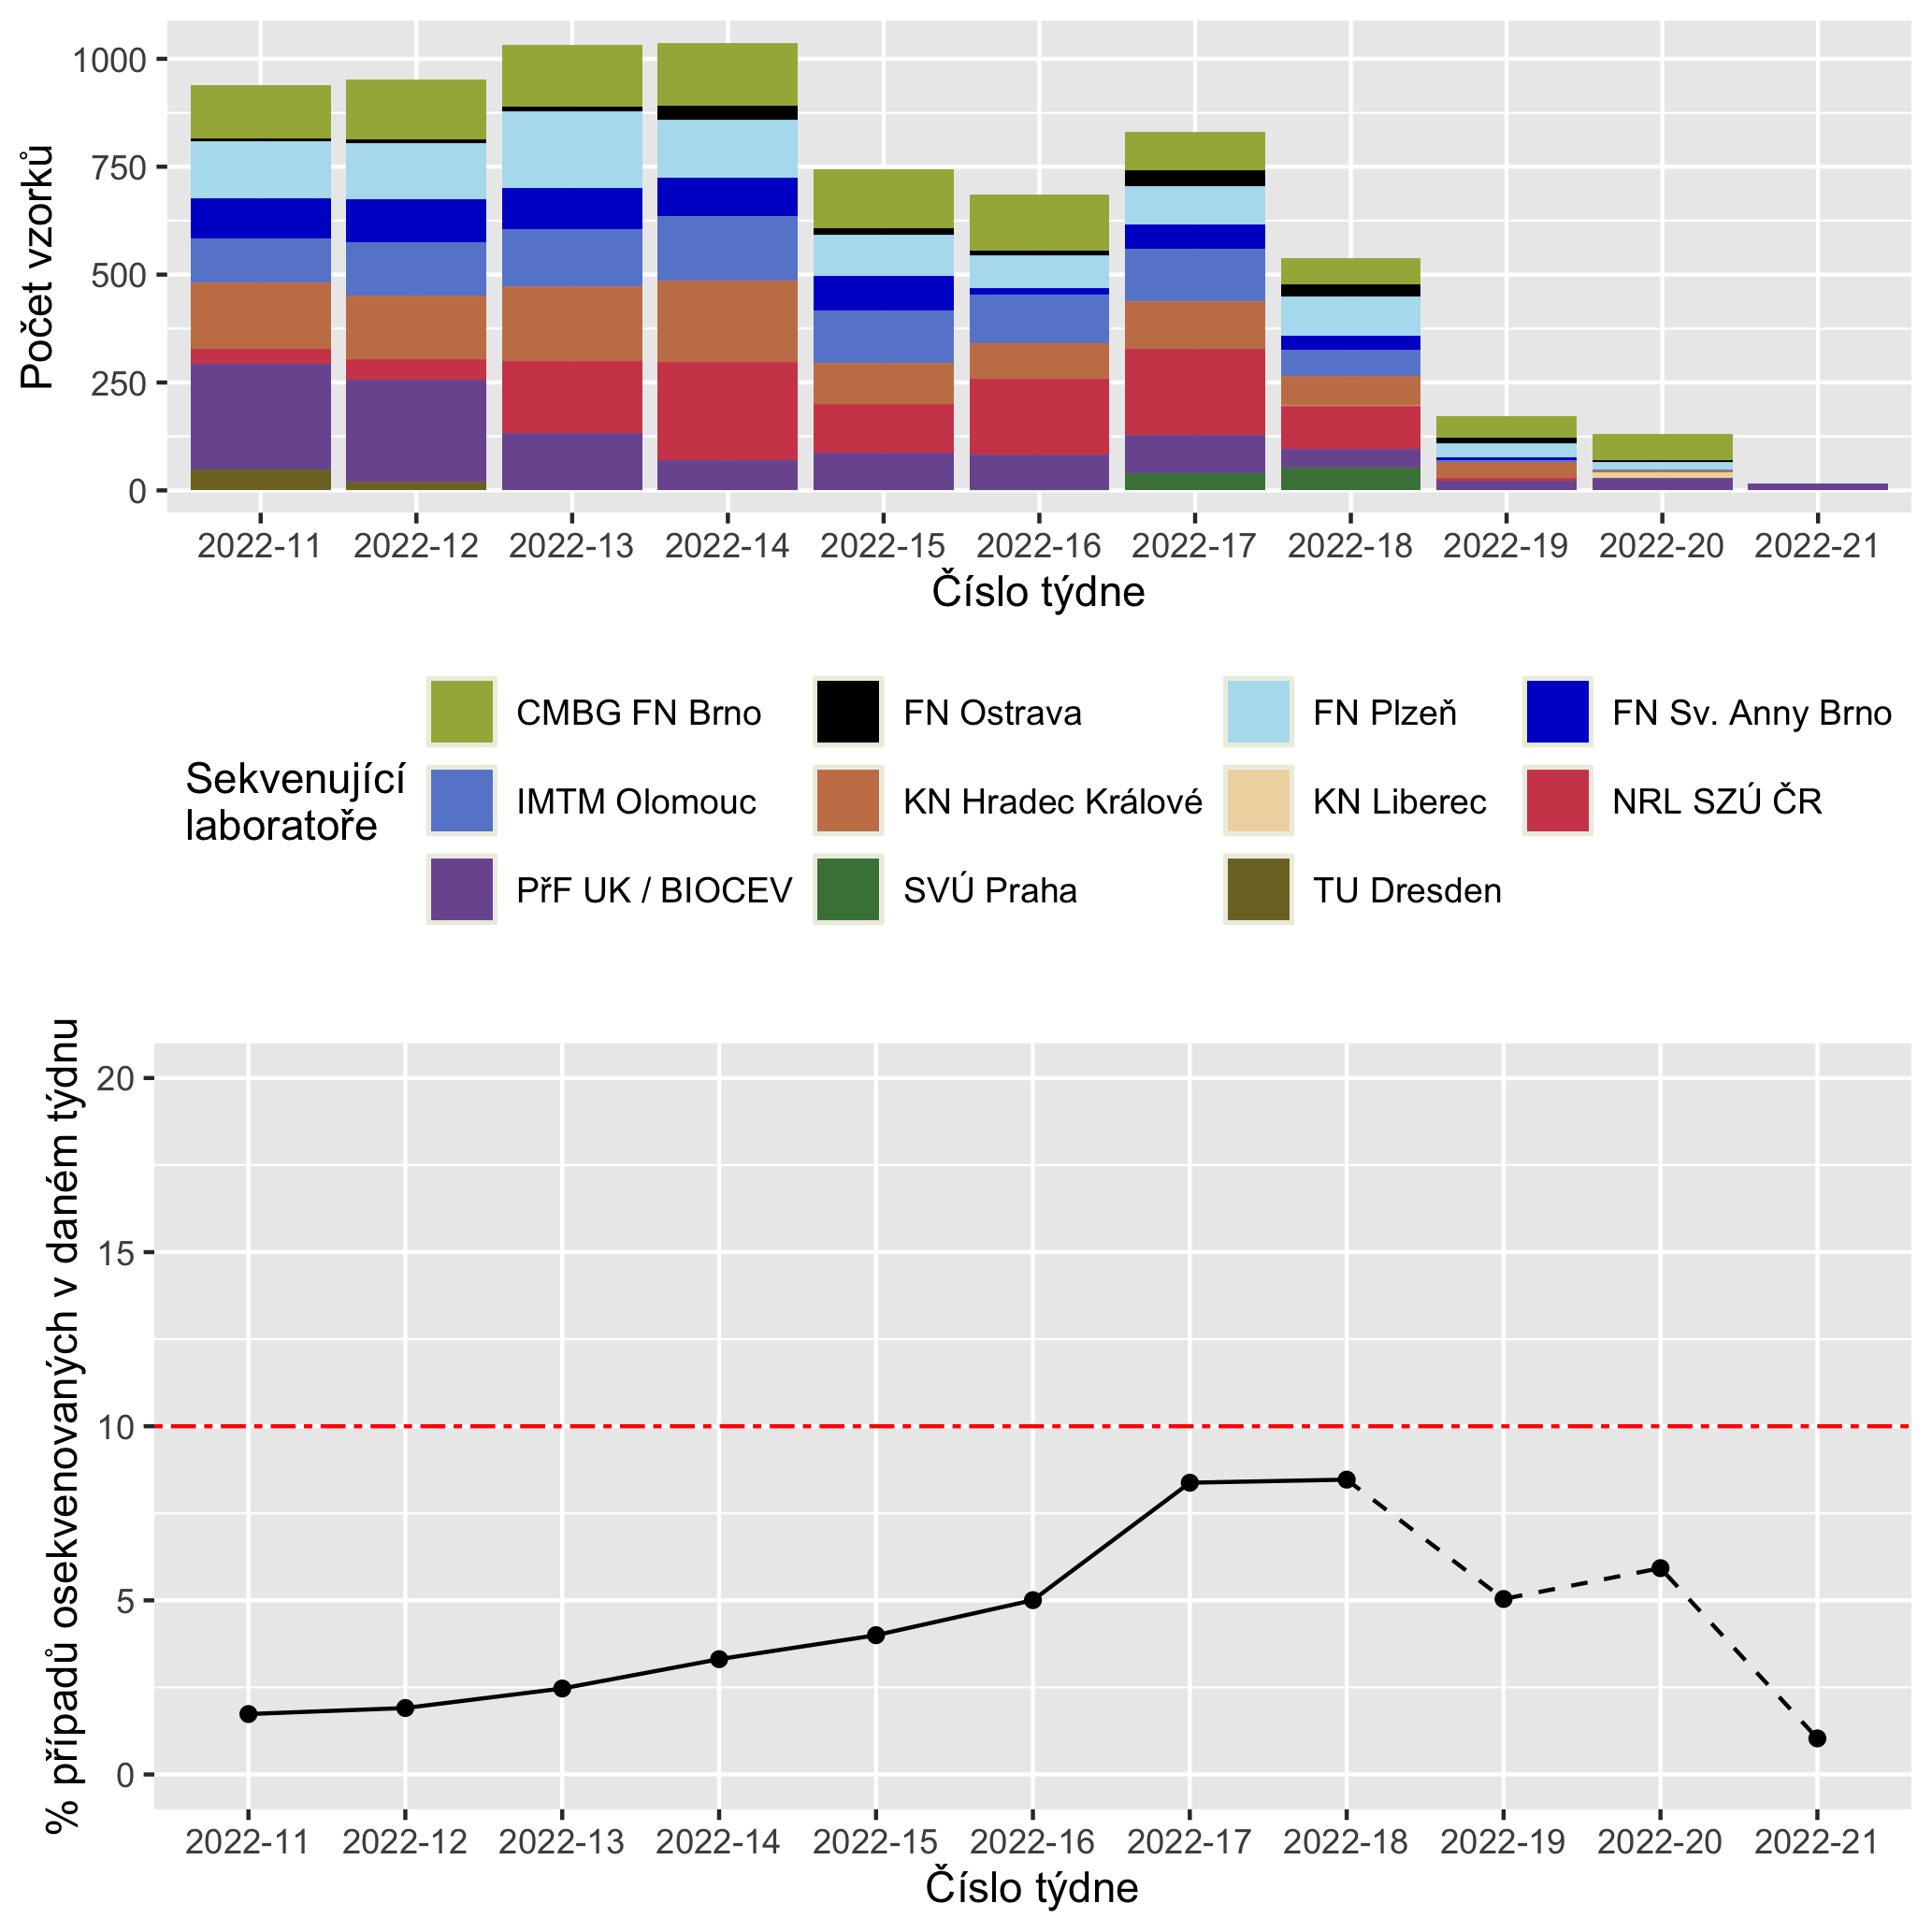 Počet vzorků
1000
750
500
250
0
2022-11 2022-12 2022-13 2022-14 2022-15 2022-16 2022-17 2022-18 2022-19 2022-20 2022-21
Číslo týdne
Sekvenující
laboratoře
CMBG FN Brno FN Ostrava FN Plzeň FN Sv. Anny Brno
IMTM Olomouc KN Hradec Králové KN Liberec NRL SZÚ ČR
PřF UK / BIOCEV SVÚ Praha TU Dresden
% případů osekvenovaných v daném týdnu
20
15
10
5
0
2022-11 2022-12 2022-13 2022-14 2022-15 2022-16 2022-17 2022-18 2022-19 2022-20 2022-21
Číslo týdne